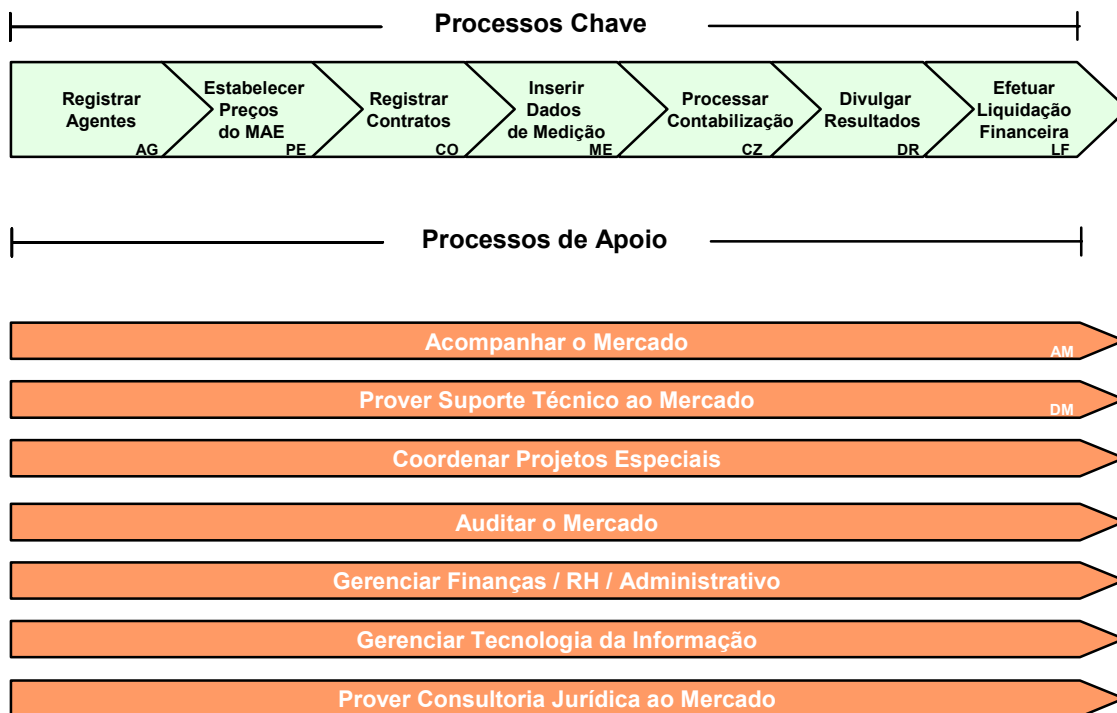 Processos Chave
Registrar
Agentes
AG
Estabelecer
Preços
do MAE
PE
Registrar
Contratos
CO
Inserir
Dados
de Medição
ME
Processar
Contabilização
CZ
Divulgar
Resultados
DR
Efetuar
Liquidação
Financeira
LF
Processos de Apoio
Acompanhar o Mercado
AM
Prover Suporte Técnico ao Mercado
DM
Coordenar Projetos Especiais
Auditar o Mercado
Gerenciar Finanças / RH / Administrativo
Gerenciar Tecnologia da Informação
Prover Consultoria Jurídica ao Mercado